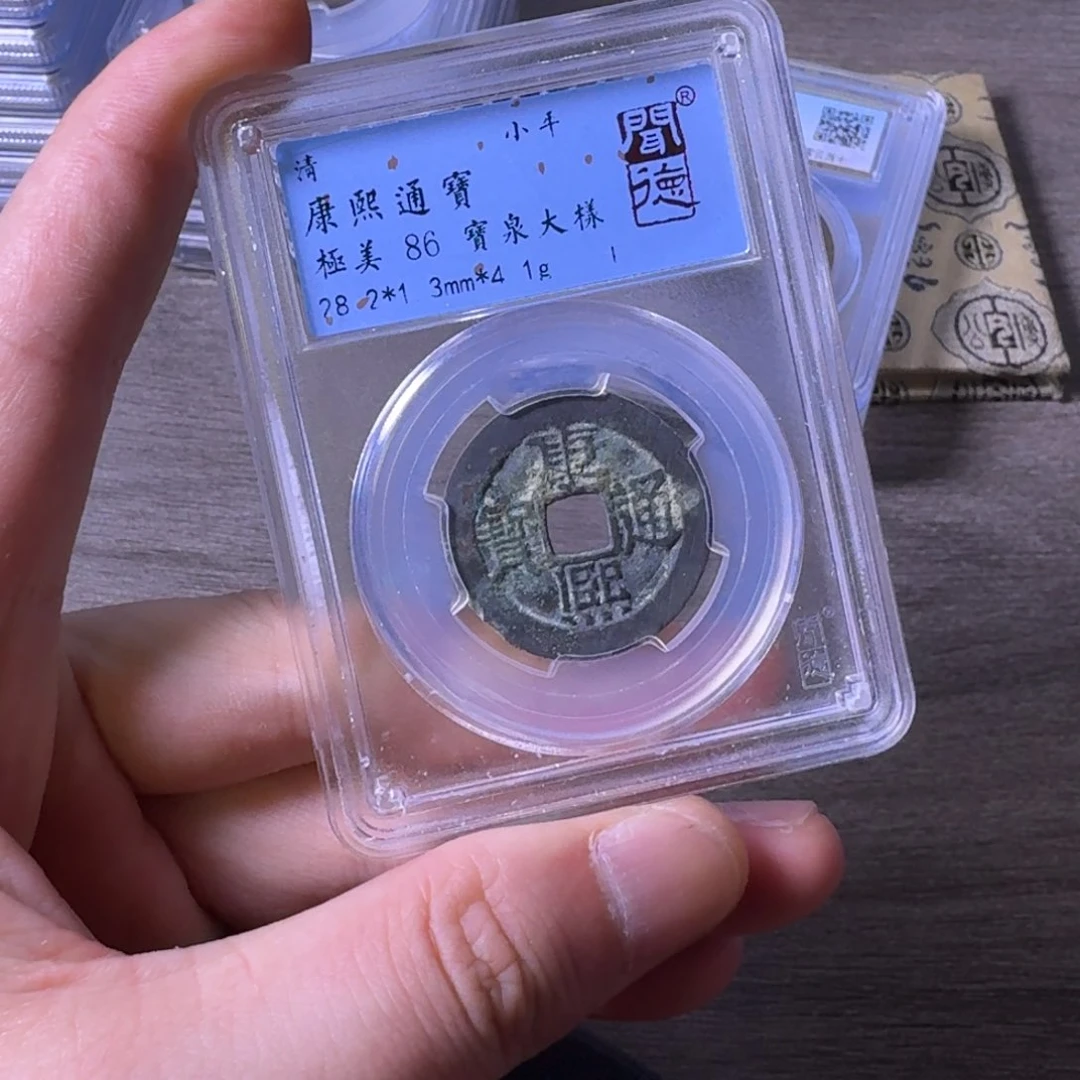 清 小平
康熙通寶
極美 86 寶泉大樣
28.2*1.3mm*4.1g
聞德®
康熙通寶